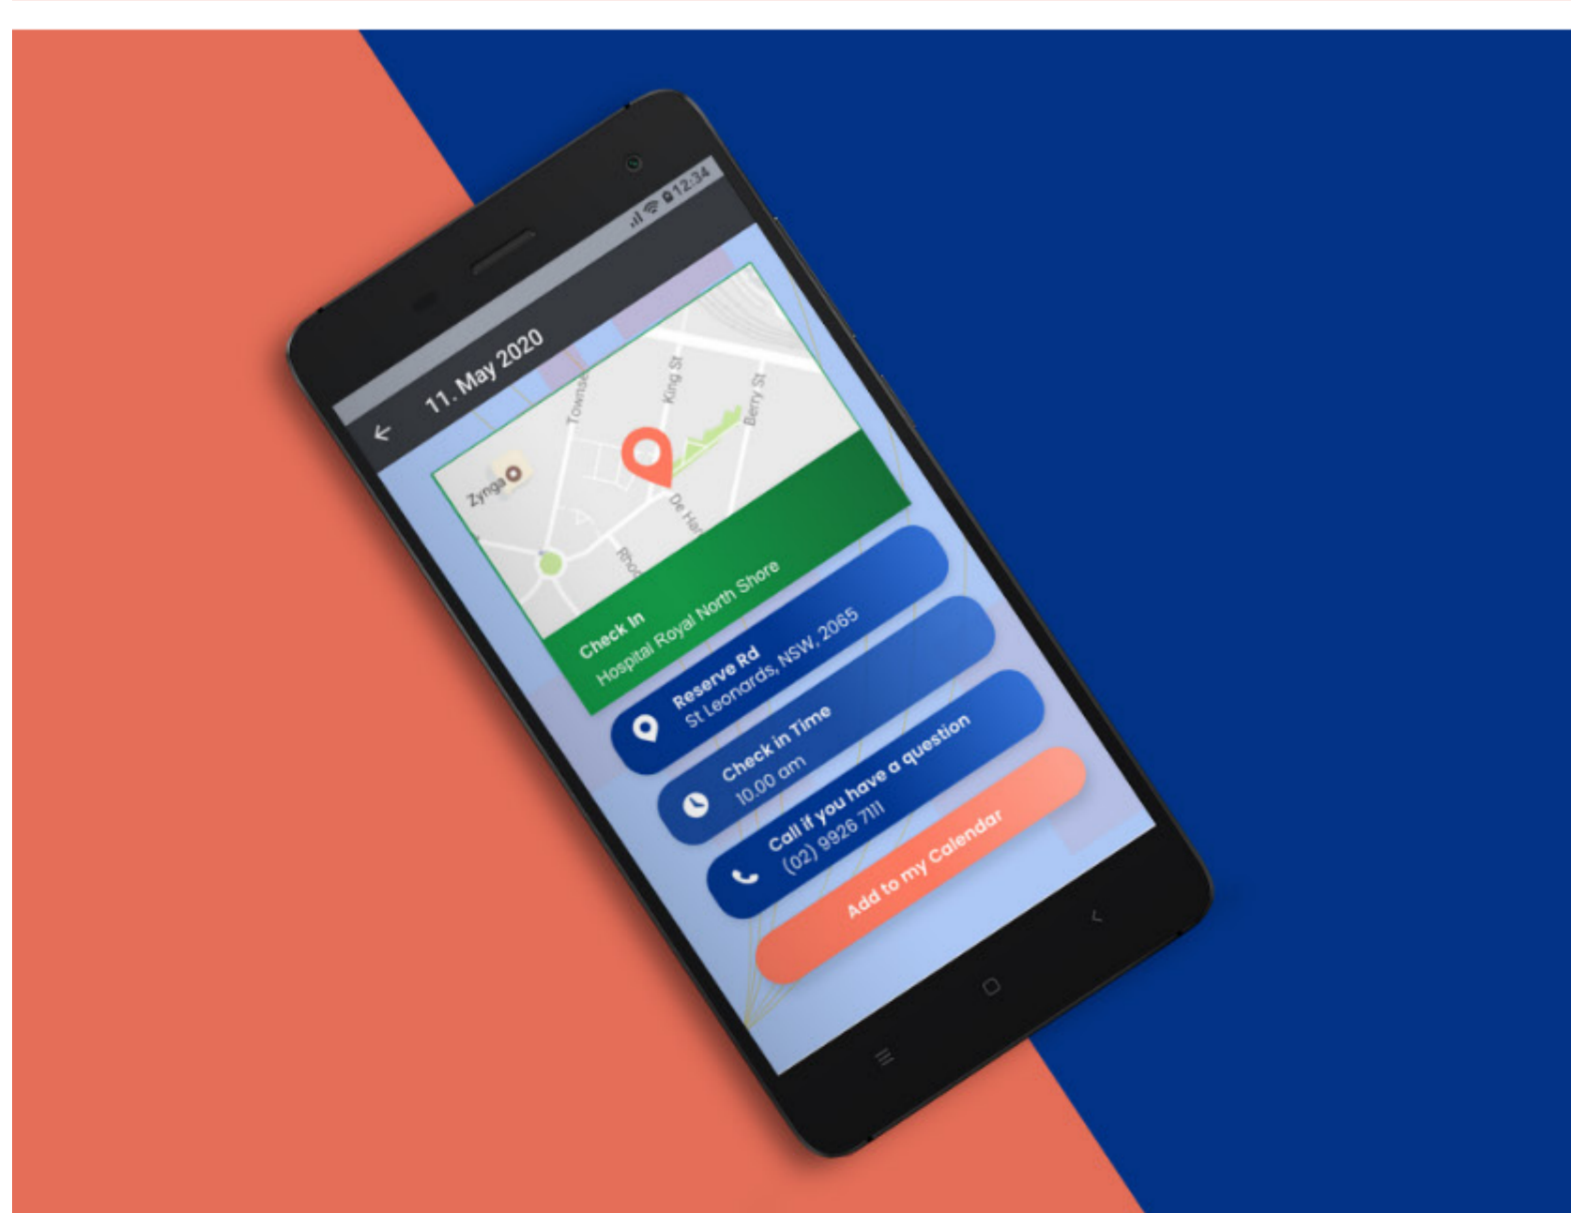 12:34
11. May 2020
King St
Berry St
Zynga
Check In
Hospital Royal North Shore
Reserve Rd
St Leonards, NSW, 2065
Check in Time
10.00 am
Call if you have a question
(02) 9926 7111
Add to my Calendar